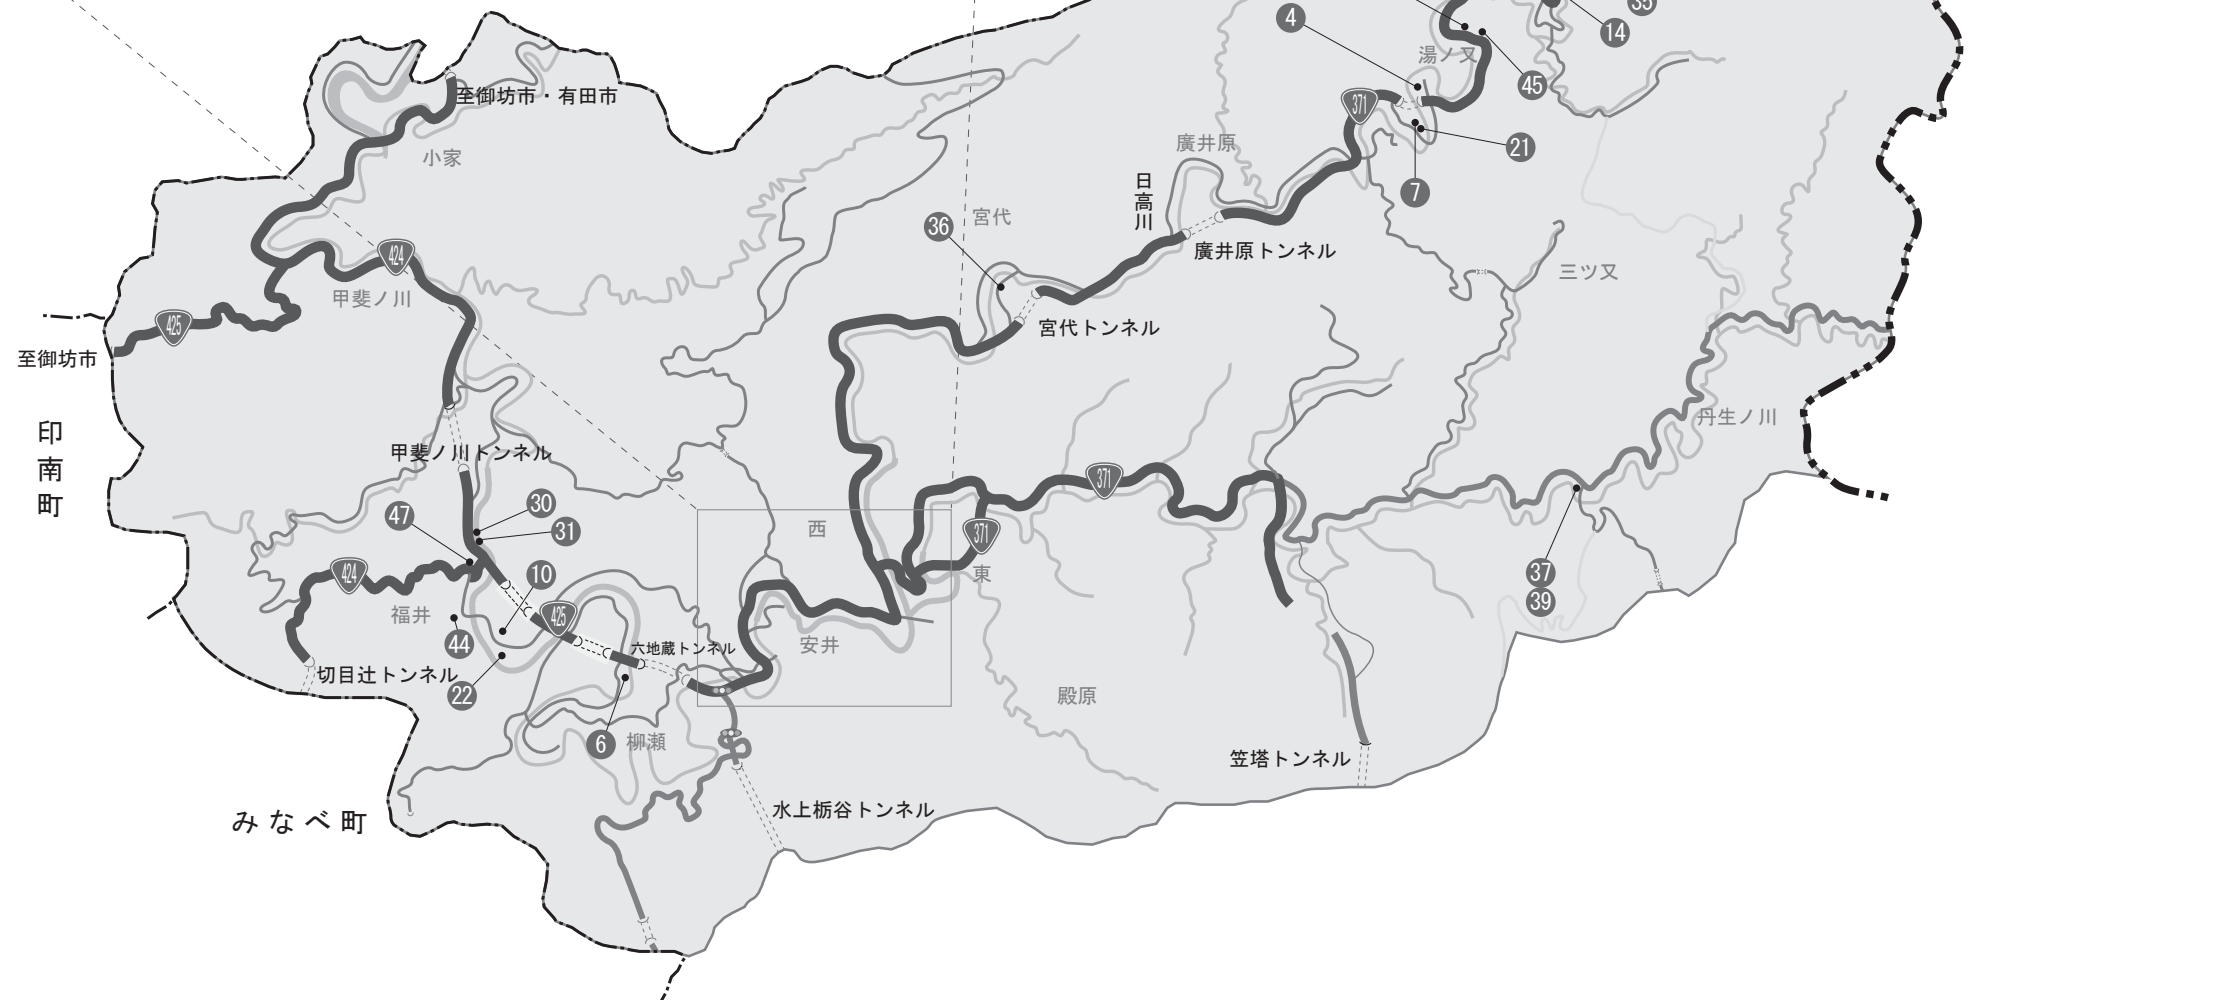 35
4
14
湯ノ又
45
至御坊市・有田市
371
小家
廣井原
21
7
日高川
宮代
36
廣井原トンネル
424
三ツ又
甲斐ノ川
425
宮代トンネル
至御坊市
印南町
丹生ノ川
甲斐ノ川トンネル
371
30
47
31
西
371
10
東
424
37
39
福井
425
44
安井
六地蔵トンネル
切目辻トンネル
22
殿原
6
柳瀬
笠塔トンネル
水上栃谷トンネル
みなべ町